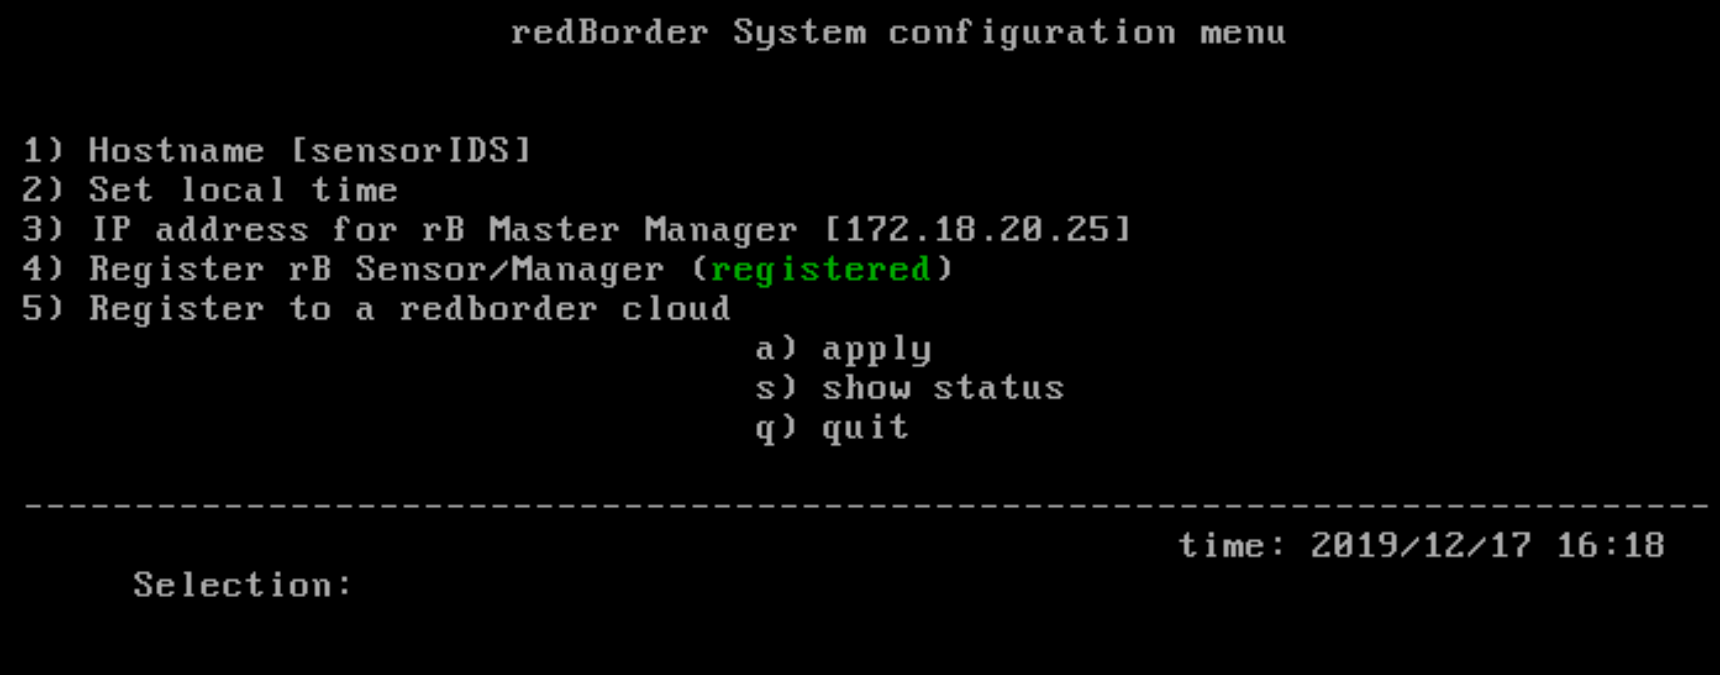 redBorder System configuration menu
1) Hostname [sensorIDS]
2) Set local time
3) IP address for rB Master Manager [172.18.20.25]
4) Register rB Sensor/Manager (registered)
5) Register to a redborder cloud
a) apply
s) show status
q) quit
-----------------------------------------------------------------------------
time: 2019/12/17 16:18
Selection: